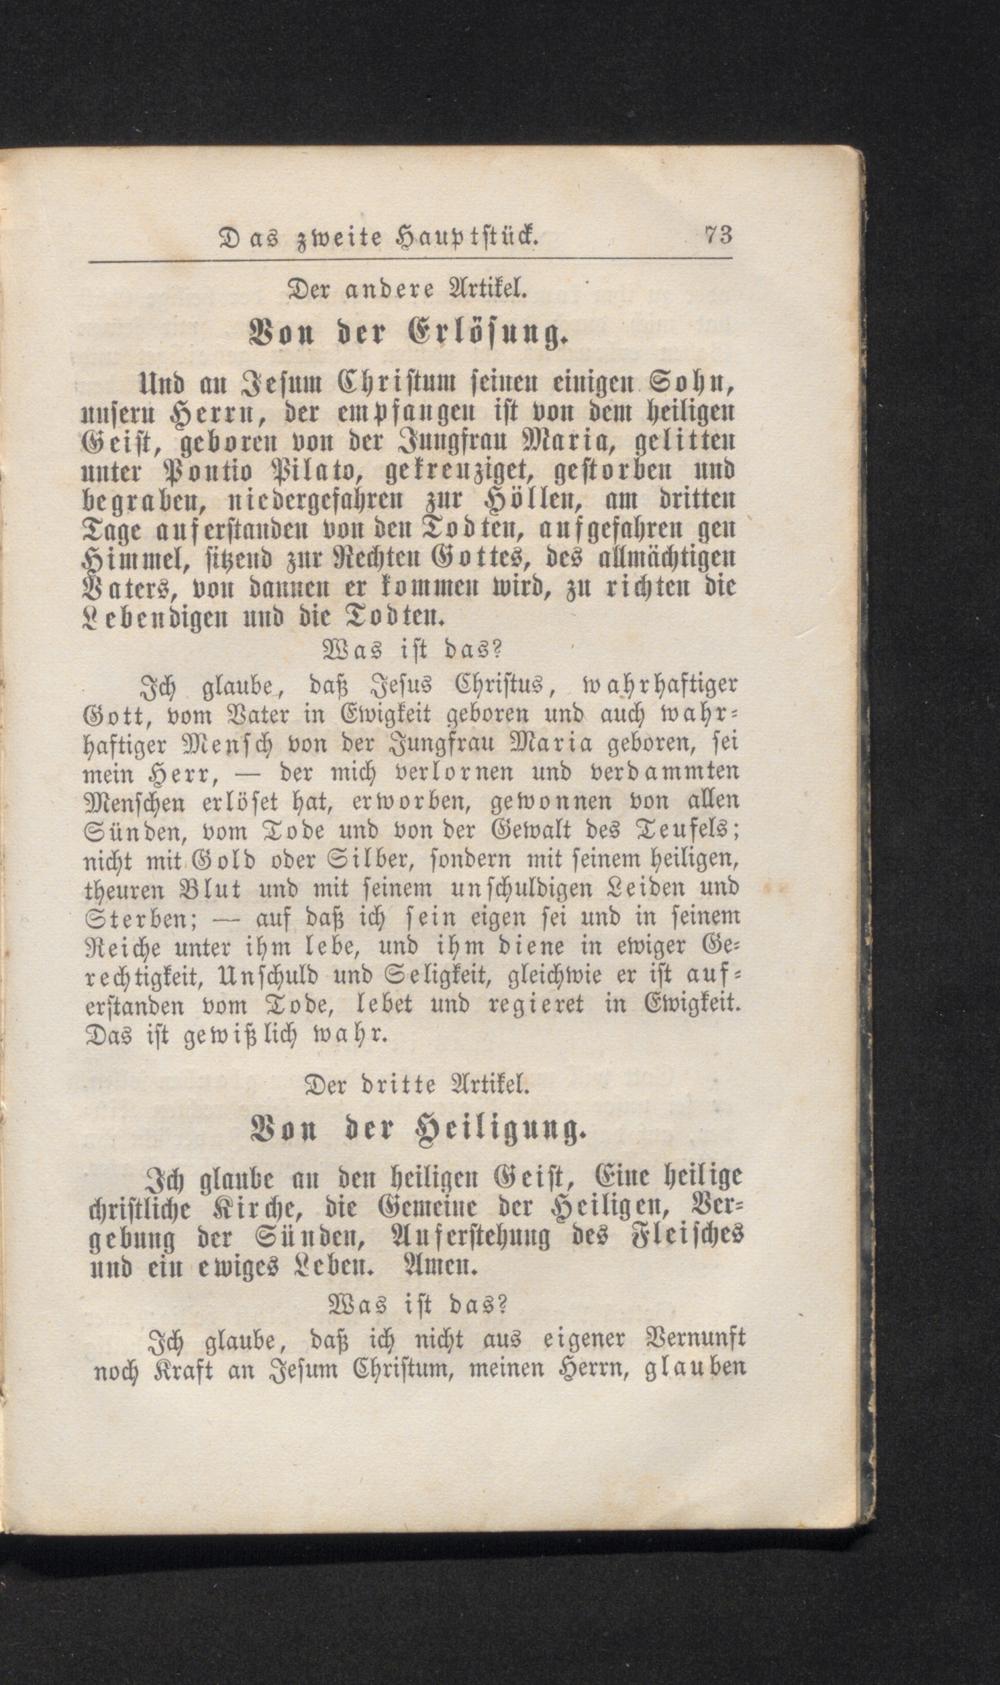 Das zweite Hauptstück. 73
Der andere Artikel.
Von der Erlösung.
Und an Jesum Christum seinen einigen Sohn,
unsern Herrn, der empfangen ist von dem heiligen
Geist, geboren von der Jungfrau Maria, gelitten
unter Pontio Pilato, gekreuziget, gestorben und
begraben, niedergefahren zur Höllen, am dritten
Tage auferstanden von den Todten, aufgefahren gen
Himmel, sitzend zur Rechten Gottes, des allmächtigen
Vaters, von dannen er kommen wird, zu richten die
Lebendigen und die Todten.
Was ist das?
Ich glaube, daß Jesus Christus, wahrhaftiger
Gott, vom Vater in Ewigkeit geboren und auch wahr-
haftiger Mensch von der Jungfrau Maria geboren, sei
mein Herr, — der mich verlornen und verdammten
Menschen erlöset hat, erworben, gewonnen von allen
Sünden, vom Tode und von der Gewalt des Teufels;
nicht mit Gold oder Silber, sondern mit seinem heiligen,
theuren Blut und mit seinem unschuldigen Leiden und
Sterben; — auf daß ich sein eigen sei und in seinem
Reiche unter ihm lebe, und ihm diene in ewiger Ge-
rechtigkeit, Unschuld und Seligkeit, gleichwie er ist auf-
erstanden vom Tode, lebet und regieret in Ewigkeit.
Das ist gewißlich wahr.
Der dritte Artikel.
Von der Heiligung.
Ich glaube an den heiligen Geist, Eine heilige
christliche Kirche, die Gemeine der Heiligen, Ver-
gebung der Sünden, Auferstehung des Fleisches
und ein ewiges Leben. Amen.
Was ist das?
Ich glaube, daß ich nicht aus eigener Vernunft
noch Kraft an Jesum Christum, meinen Herrn, glauben